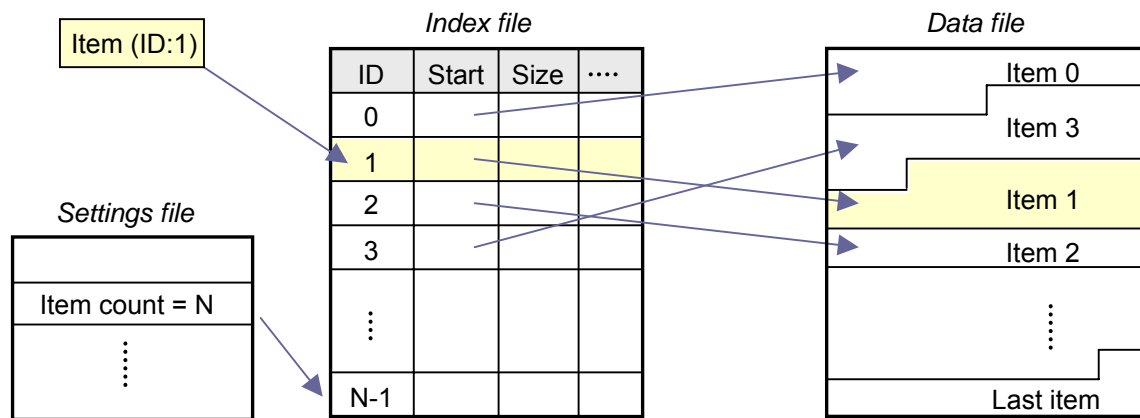 Item (ID:1)
Index file
Data file
ID Start Size ····
0
1
2
3
N-1
Item 0
Item 3
Item 1
Item 2
Last item
Settings file
Item count = N